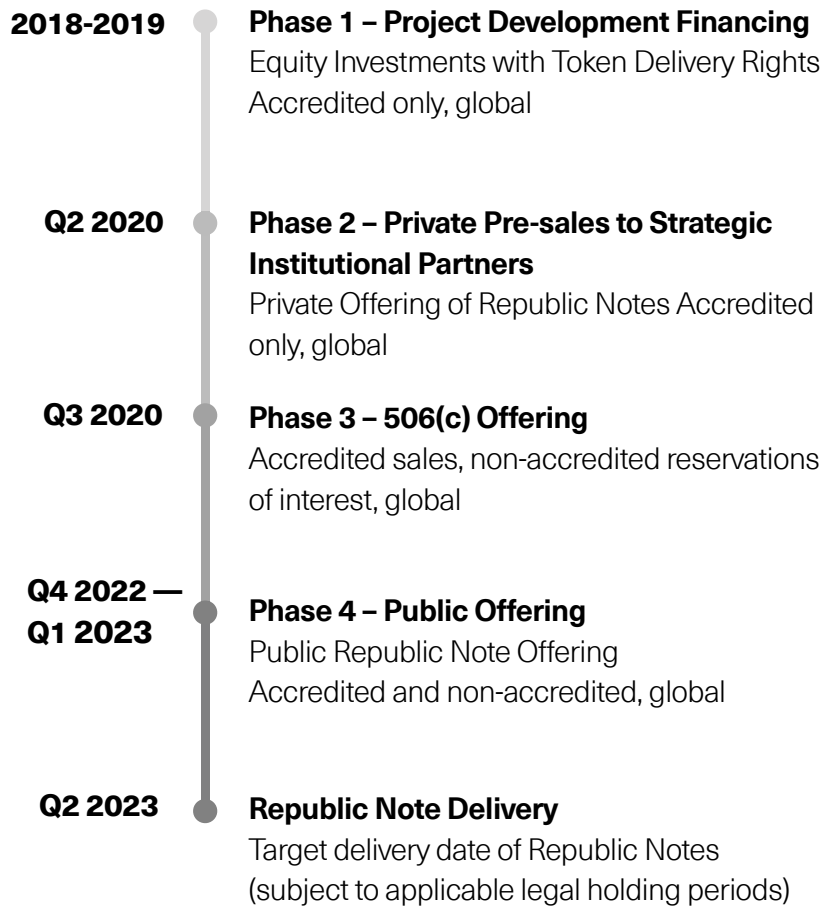 2018-2019
Phase 1 – Project Development Financing
Equity Investments with Token Delivery Rights
Accredited only, global
Q2 2020
Phase 2 – Private Pre-sales to Strategic
Institutional Partners
Private Offering of Republic Notes Accredited
only, global
Q3 2020
Phase 3 – 506(c) Offering
Accredited sales, non-accredited reservations
of interest, global
Q4 2022 —
Q1 2023
Phase 4 – Public Offering
Public Republic Note Offering
Accredited and non-accredited, global
Q2 2023
Republic Note Delivery
Target delivery date of Republic Notes
(subject to applicable legal holding periods)